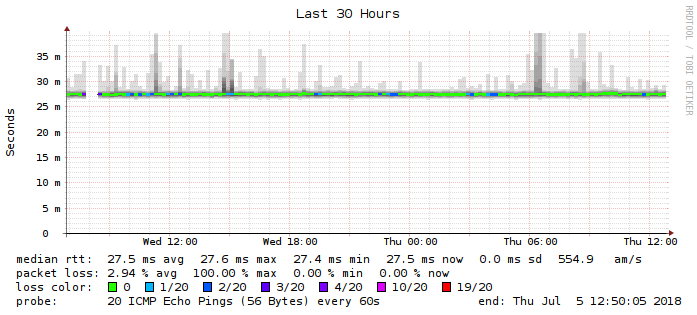 Last 30 Hours
RRDTOOL / TOBI OETIKER
Seconds
35 m
30 m
25 m
20 m
15 m
10 m
5 m
0
Wed 12:00 Wed 18:00 Thu 00:00 Thu 06:00 Thu 12:00
median rtt: 27.5 ms avg 27.6 ms max 27.4 ms min 27.5 ms now 0.0 ms sd 554.9 am/s
packet loss: 2.94 % avg 100.00 % max 0.00 % min 0.00 % now
loss color: 0 1/20 2/20 3/20 4/20 10/20 19/20
probe: 20 ICMP Echo Pings (56 Bytes) every 60s end: Thu Jul 5 12:50:05 2018